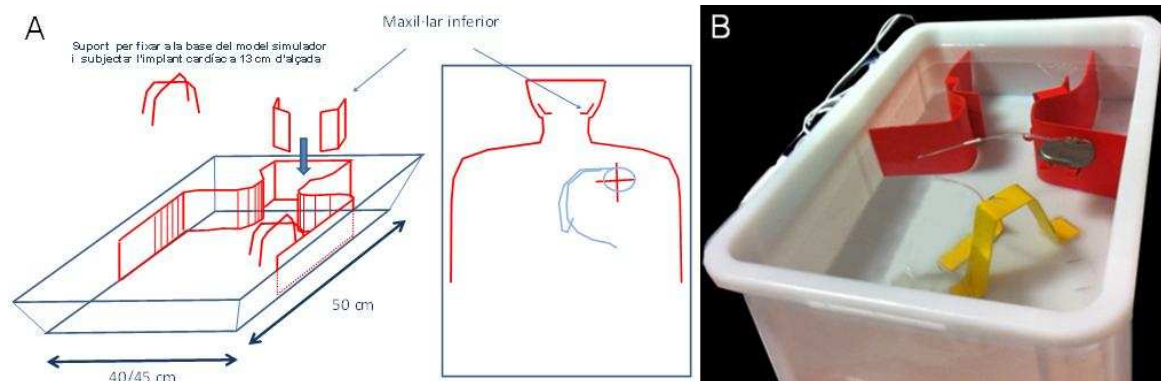 A
Suport per fixar a la base del model simulador
i subjectar l'implant cardíac a 13 cm d'alçada
Maxil·lar inferior
50 cm
40/45 cm
B